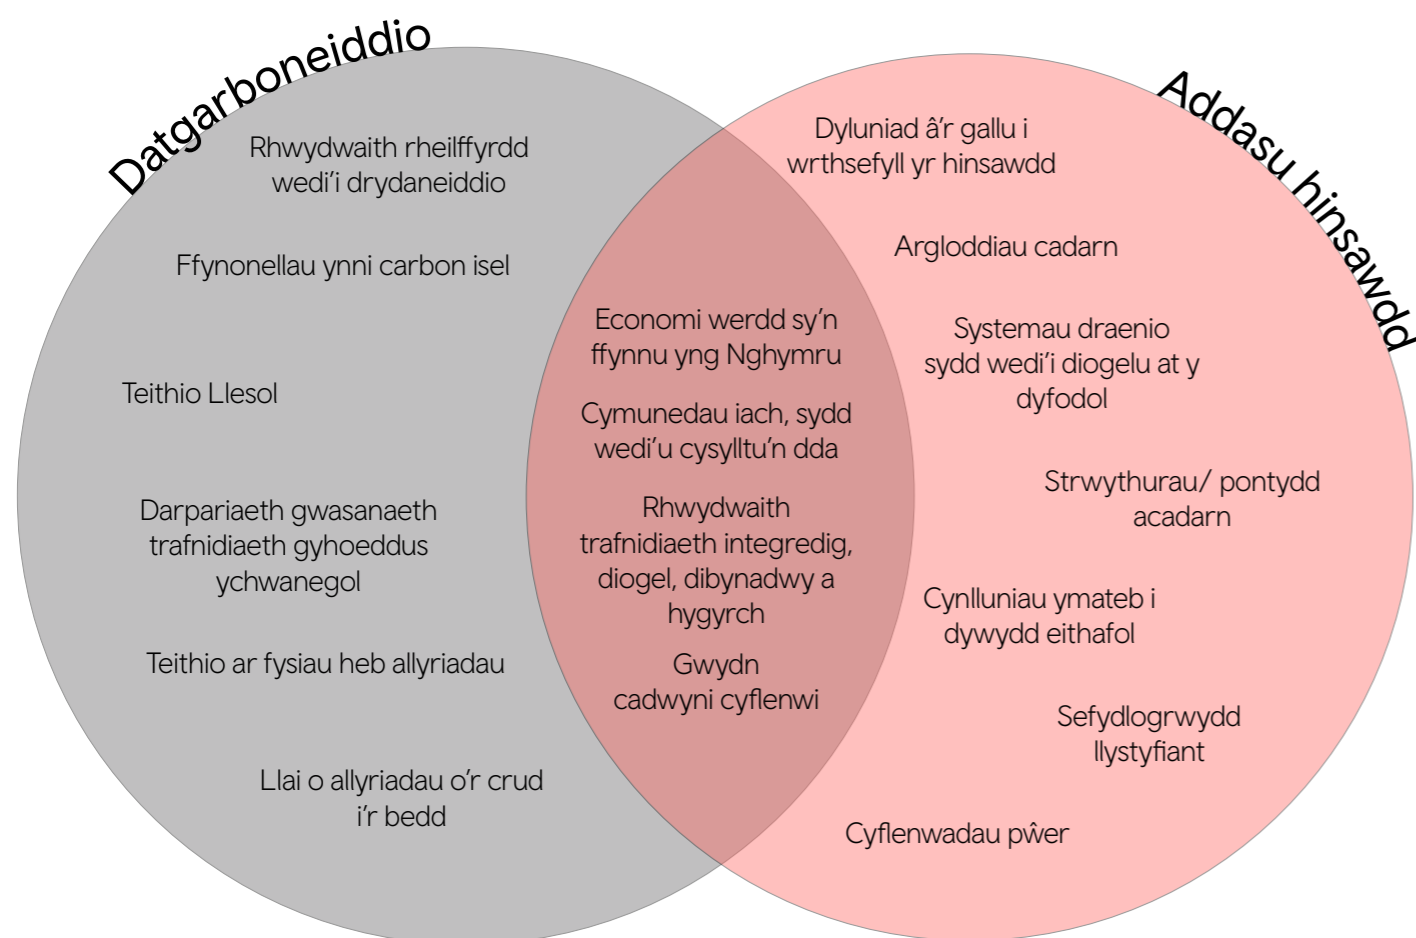 Datgarboneiddio
Rhwydwaith rheilffyrdd
wedi'i drydaneiddio
Ffynonellau ynni carbon isel
Teithio Llesol
Darpariaeth gwasanaeth
trafnidiaeth gyhoeddus
ychwanegol
Teithio ar fysiau heb allyriadau
Llai o allyriadau o'r crud
i'r bedd
Economi werdd sy'n
ffynnu yng Nghymru
Cymunedau iach, sydd
wedi'u cysylltu'n dda
Rhwydwaith
trafnidiaeth integredig,
diogel, dibynadwy a
hygyrch
Gwydn
cadwyni cyflenwi
Addasu hinsawdd
Dyluniad â'r gallu i
wrthsefyll yr hinsawdd
Argloddiau cadarn
Systemau draenio
sydd wedi'i diogelu at y
dyfodol
Strwythurau/ pontydd
acadarn
Cynlluniau ymateb i
dywydd eithafol
Sefydlogrwydd
llystyfiant
Cyflenwadau pŵer